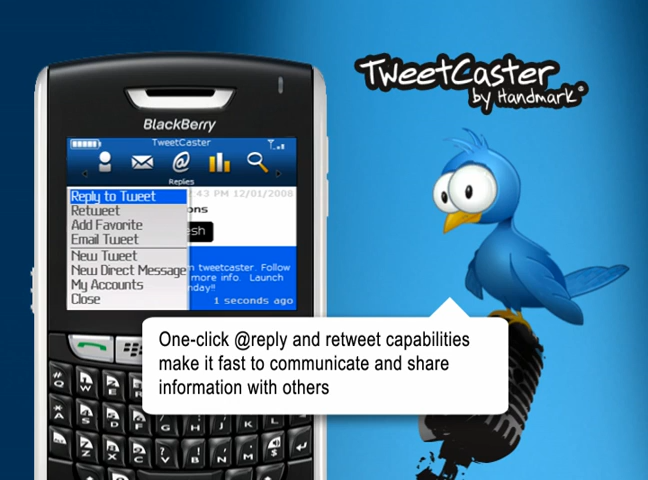 TweetCaster
by Handmark®
BlackBerry
TweetCaster
Replies
Reply to Tweet
:43 PM 12/01/2008
Retweet
ons
Add Favorite
esh
Email Tweet
New Tweet
New Direct Message
My Accounts
Close
n tweetcaster. Follow
more info. Launch
nday!!
1 seconds ago
One-click @reply and retweet capabilities
make it fast to communicate and share
information with others